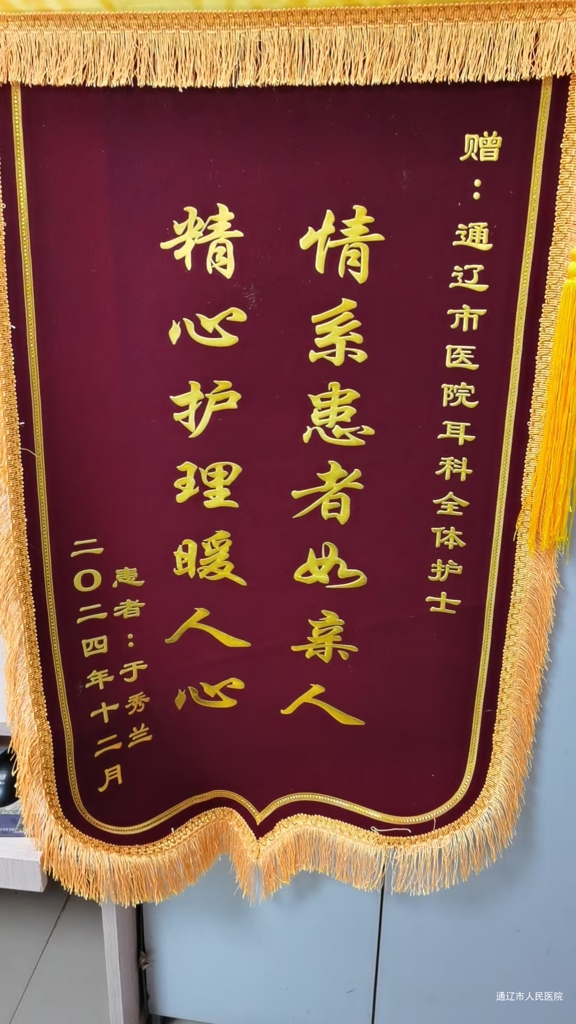 赠：通辽市医院耳科全体护士
情系患者如亲人
精心护理暖人心
患者：于秀兰
二〇二四年十二月
通辽市人民医院